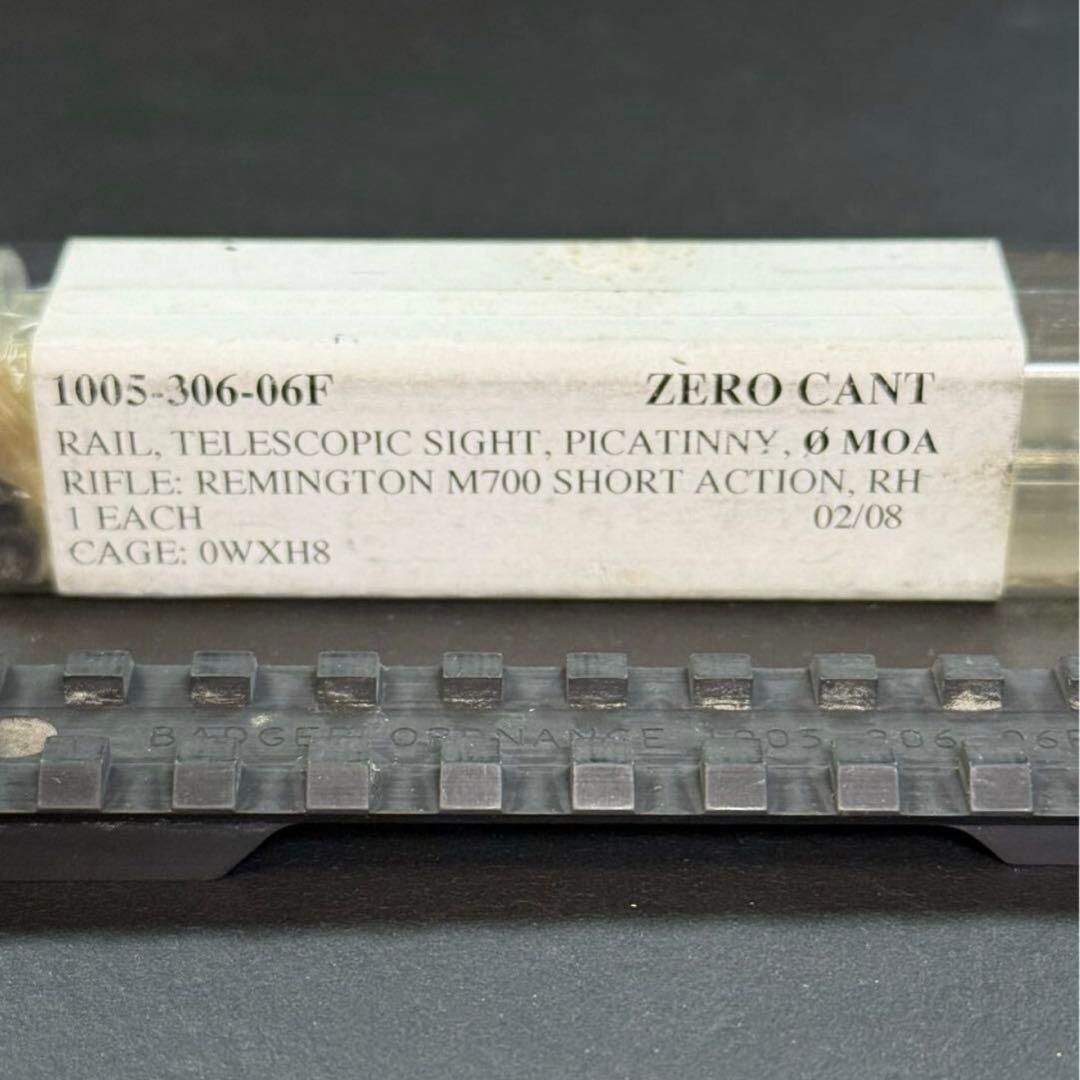 1005-306-06F ZERO CANT
RAIL, TELESCOPIC SIGHT, PICATINNY, Ø MOA
RIFLE: REMINGTON M700 SHORT ACTION, RH
1 EACH 02/08
CAGE: 0WXH8
BADGER ORDNANCE 1005 306 06F